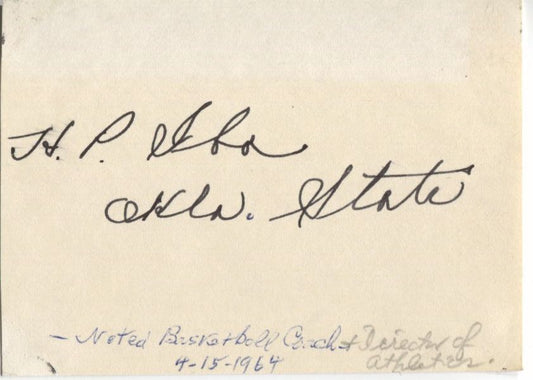 H. P. Iba
Okla. State
- Noted Basketball Coach & Director of
4-15-1964 Athletics.